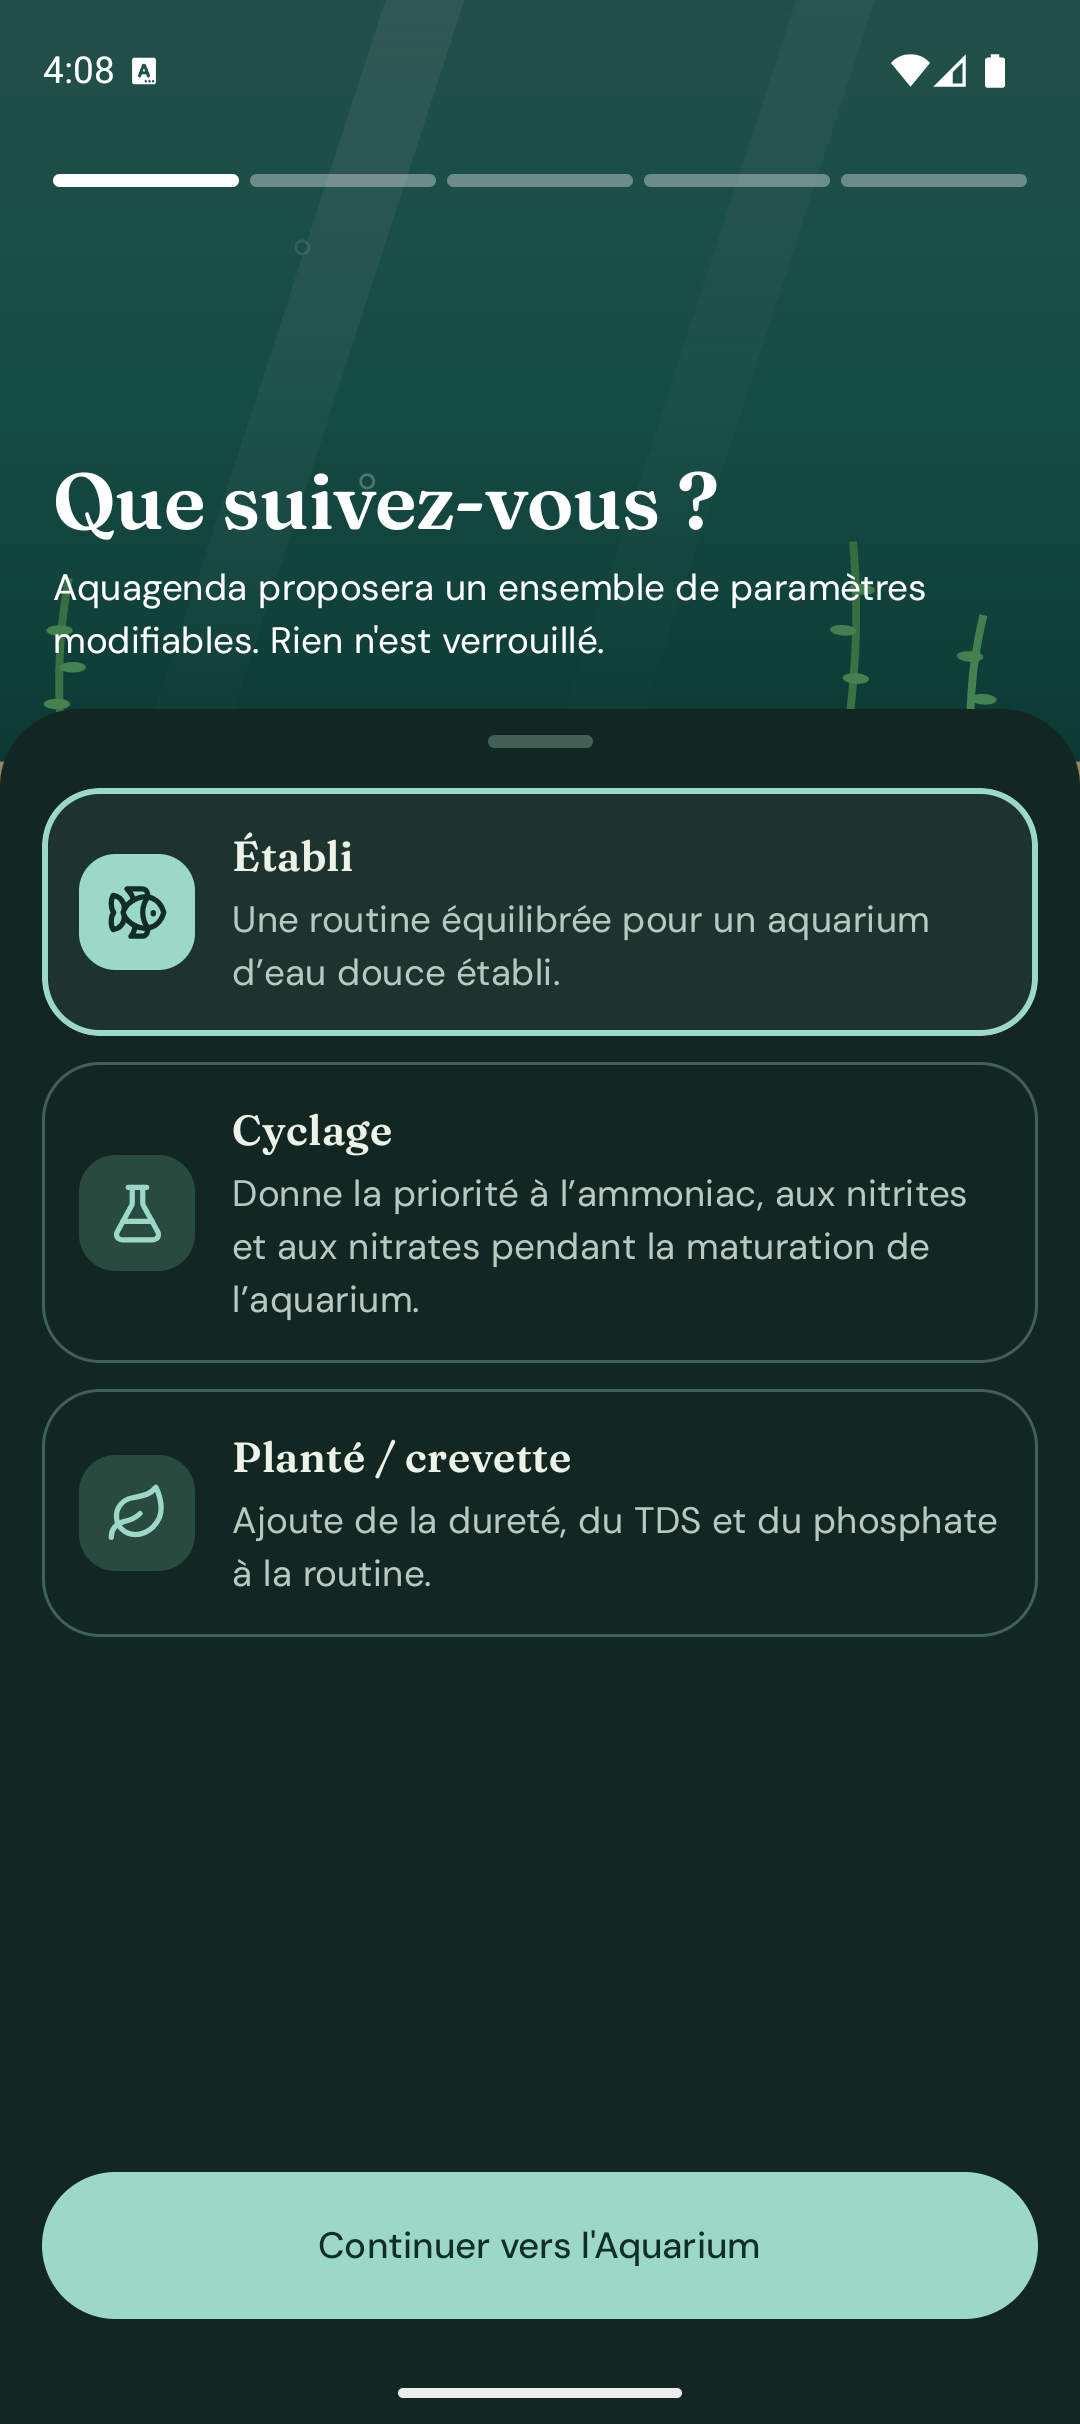 4:08
Que suivez-vous ?
Aquagenda proposera un ensemble de paramètres
modifiables. Rien n'est verrouillé.
Établi
Une routine équilibrée pour un aquarium
d’eau douce établi.
Cyclage
Donne la priorité à l’ammoniac, aux nitrites
et aux nitrates pendant la maturation de
l’aquarium.
Planté / crevette
Ajoute de la dureté, du TDS et du phosphate
à la routine.
Continuer vers l'Aquarium